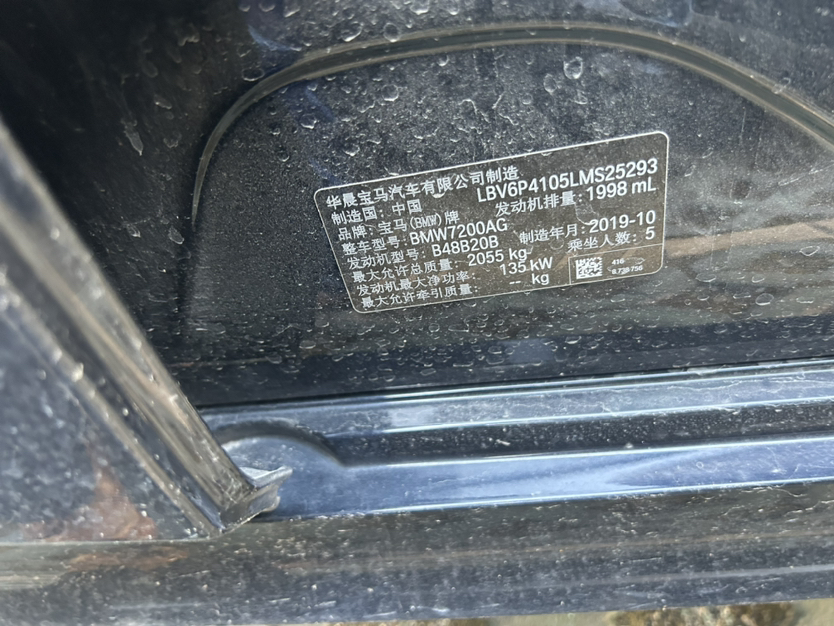 华晨宝马汽车有限公司制造
制造国：中国 LBV6P4105LMS25293
品牌：宝马(BMW)牌 发动机排量：1998 mL
整车型号：BMW7200AG
发动机型号：B48B20B 制造年月：2019-10
最大允许总质量：2055 kg 乘坐人数：5
发动机最大净功率：135 kW
最大允许牵引质量：-- kg
416